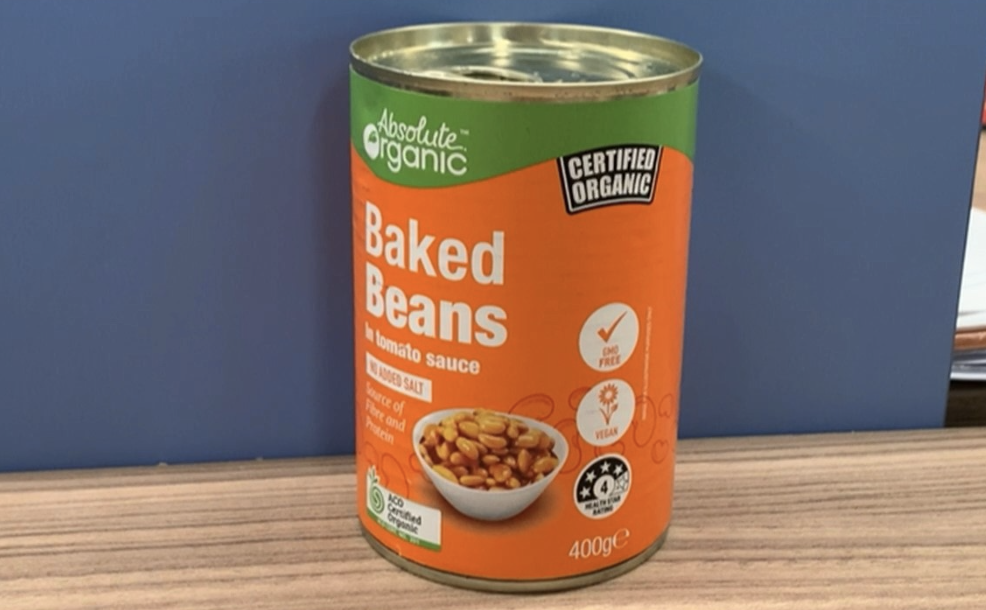 Absolute™
Organic
CERTIFIED
ORGANIC
Baked
Beans
In tomato sauce
NO ADDED SALT
Source of
Fibre and
Protein
GMO
FREE
VEGAN
4
HEALTH STAR
RATING
ACO
Certified
Organic
400g℮